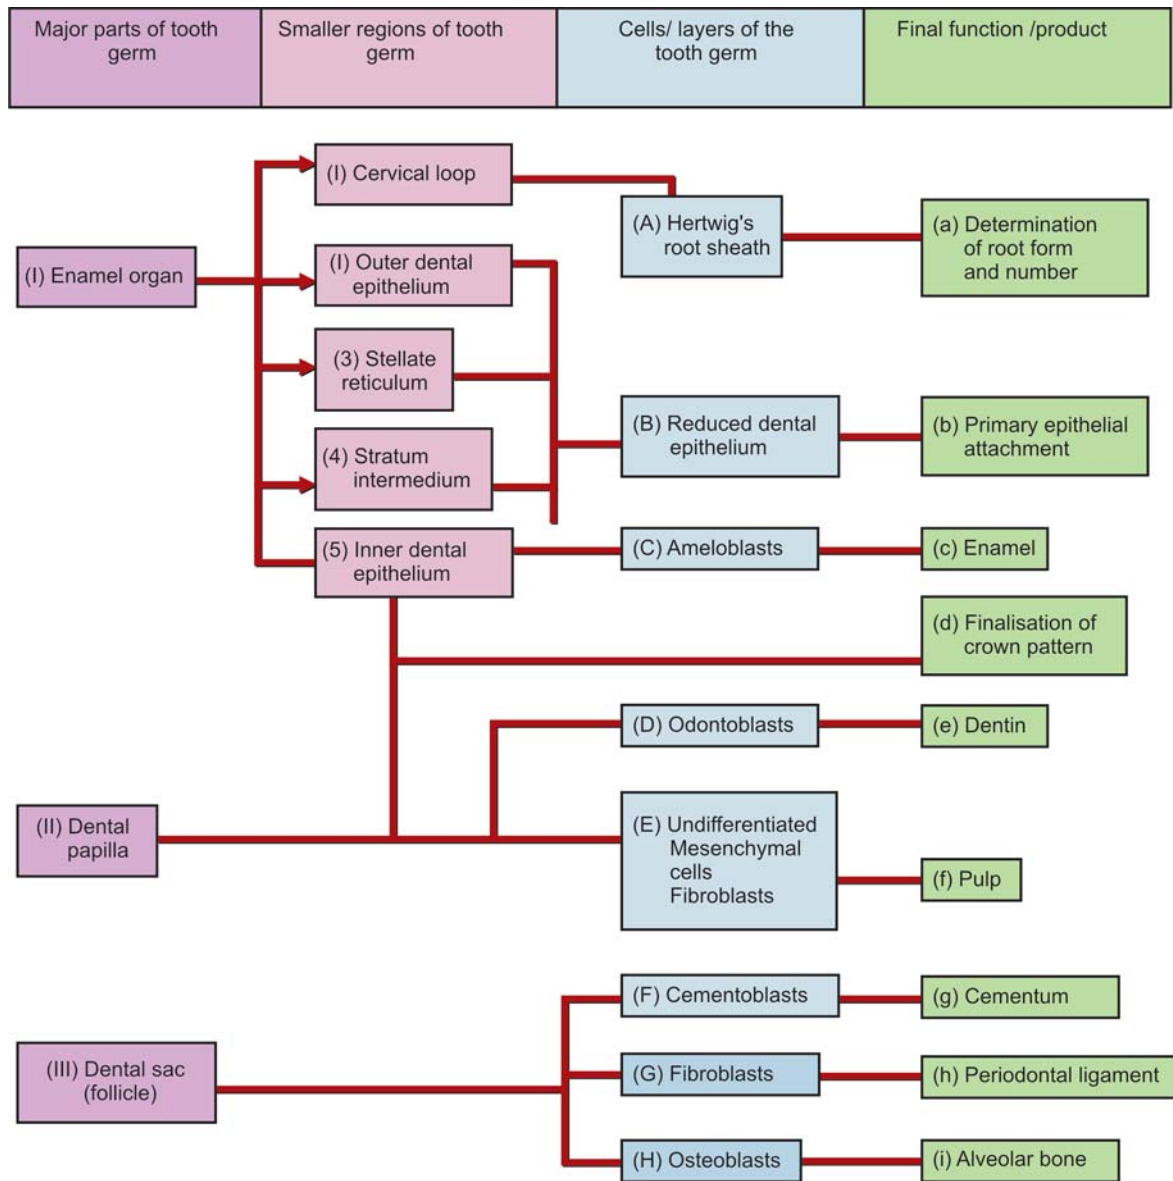 Major parts of tooth
germ
Smaller regions of tooth
germ
Cells/ layers of the
tooth germ
Final function /product
(I) Cervical loop
(A) Hertwig's
root sheath
(a) Determination
of root form
and number
(I) Enamel organ
(I) Outer dental
epithelium
(3) Stellate
reticulum
(B) Reduced dental
epithelium
(b) Primary epithelial
attachment
(4) Stratum
intermedium
(5) Inner dental
epithelium
(C) Ameloblasts
(c) Enamel
(d) Finalisation of
crown pattern
(D) Odontoblasts
(e) Dentin
(II) Dental
papilla
(E) Undifferentiated
Mesenchymal
cells
Fibroblasts
(f) Pulp
(F) Cementoblasts
(g) Cementum
(III) Dental sac
(follicle)
(G) Fibroblasts
(h) Periodontal ligament
(H) Osteoblasts
(i) Alveolar bone